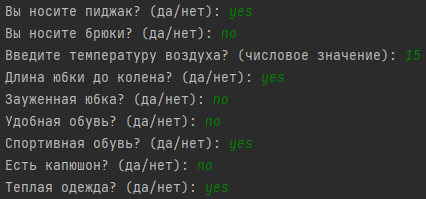 Вы носите пиджак? (да/нет): yes
Вы носите брюки? (да/нет): no
Введите температуру воздуха? (числовое значение): 15
Длина юбки до колена? (да/нет): yes
Зауженная юбка? (да/нет): no
Удобная обувь? (да/нет): no
Спортивная обувь? (да/нет): yes
Есть капюшон? (да/нет): no
Теплая одежда? (да/нет): yes